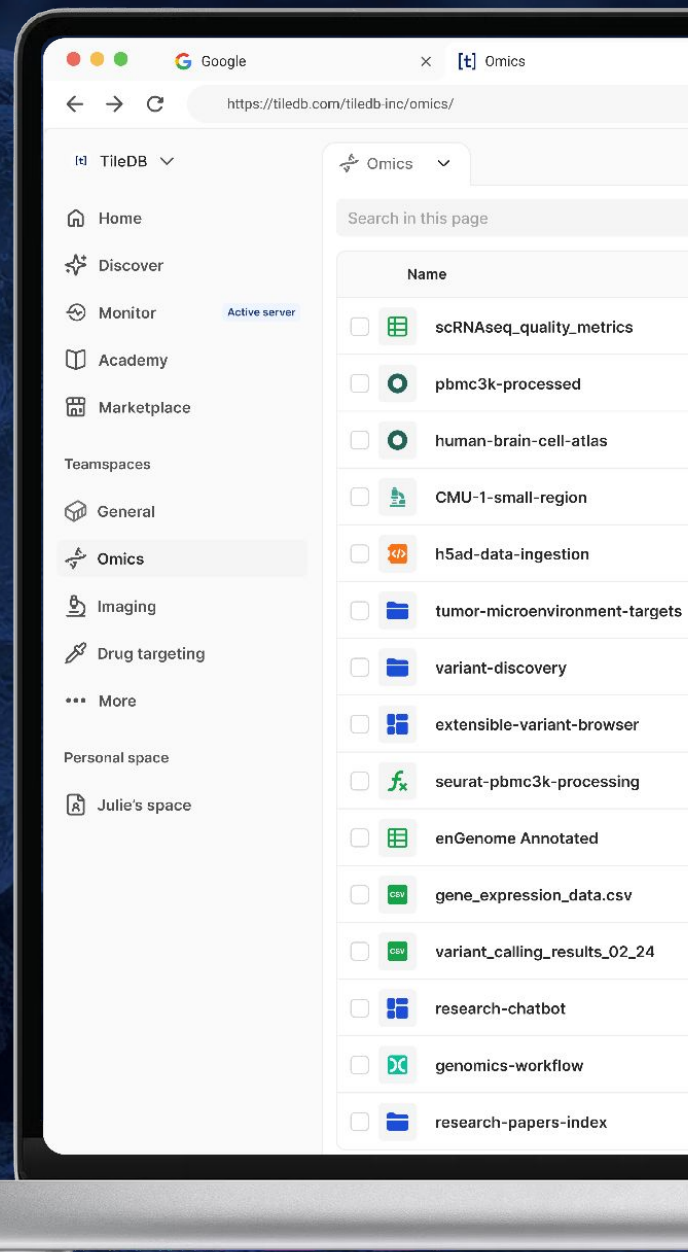 Google
[t] Omics
https://tiledb.com/tiledb-inc/omics/
[t] TileDB
Omics
Home
Discover
Monitor
Active server
Academy
Marketplace
Teamspaces
General
Omics
Imaging
Drug targeting
More
Personal space
Julie's space
Search in this page
Name
scRNAseq_quality_metrics
pbmc3k-processed
human-brain-cell-atlas
CMU-1-small-region
h5ad-data-ingestion
tumor-microenvironment-targets
variant-discovery
extensible-variant-browser
seurat-pbmc3k-processing
enGenome Annotated
CSV gene_expression_data.csv
CSV variant_calling_results_02_24
research-chatbot
genomics-workflow
research-papers-index